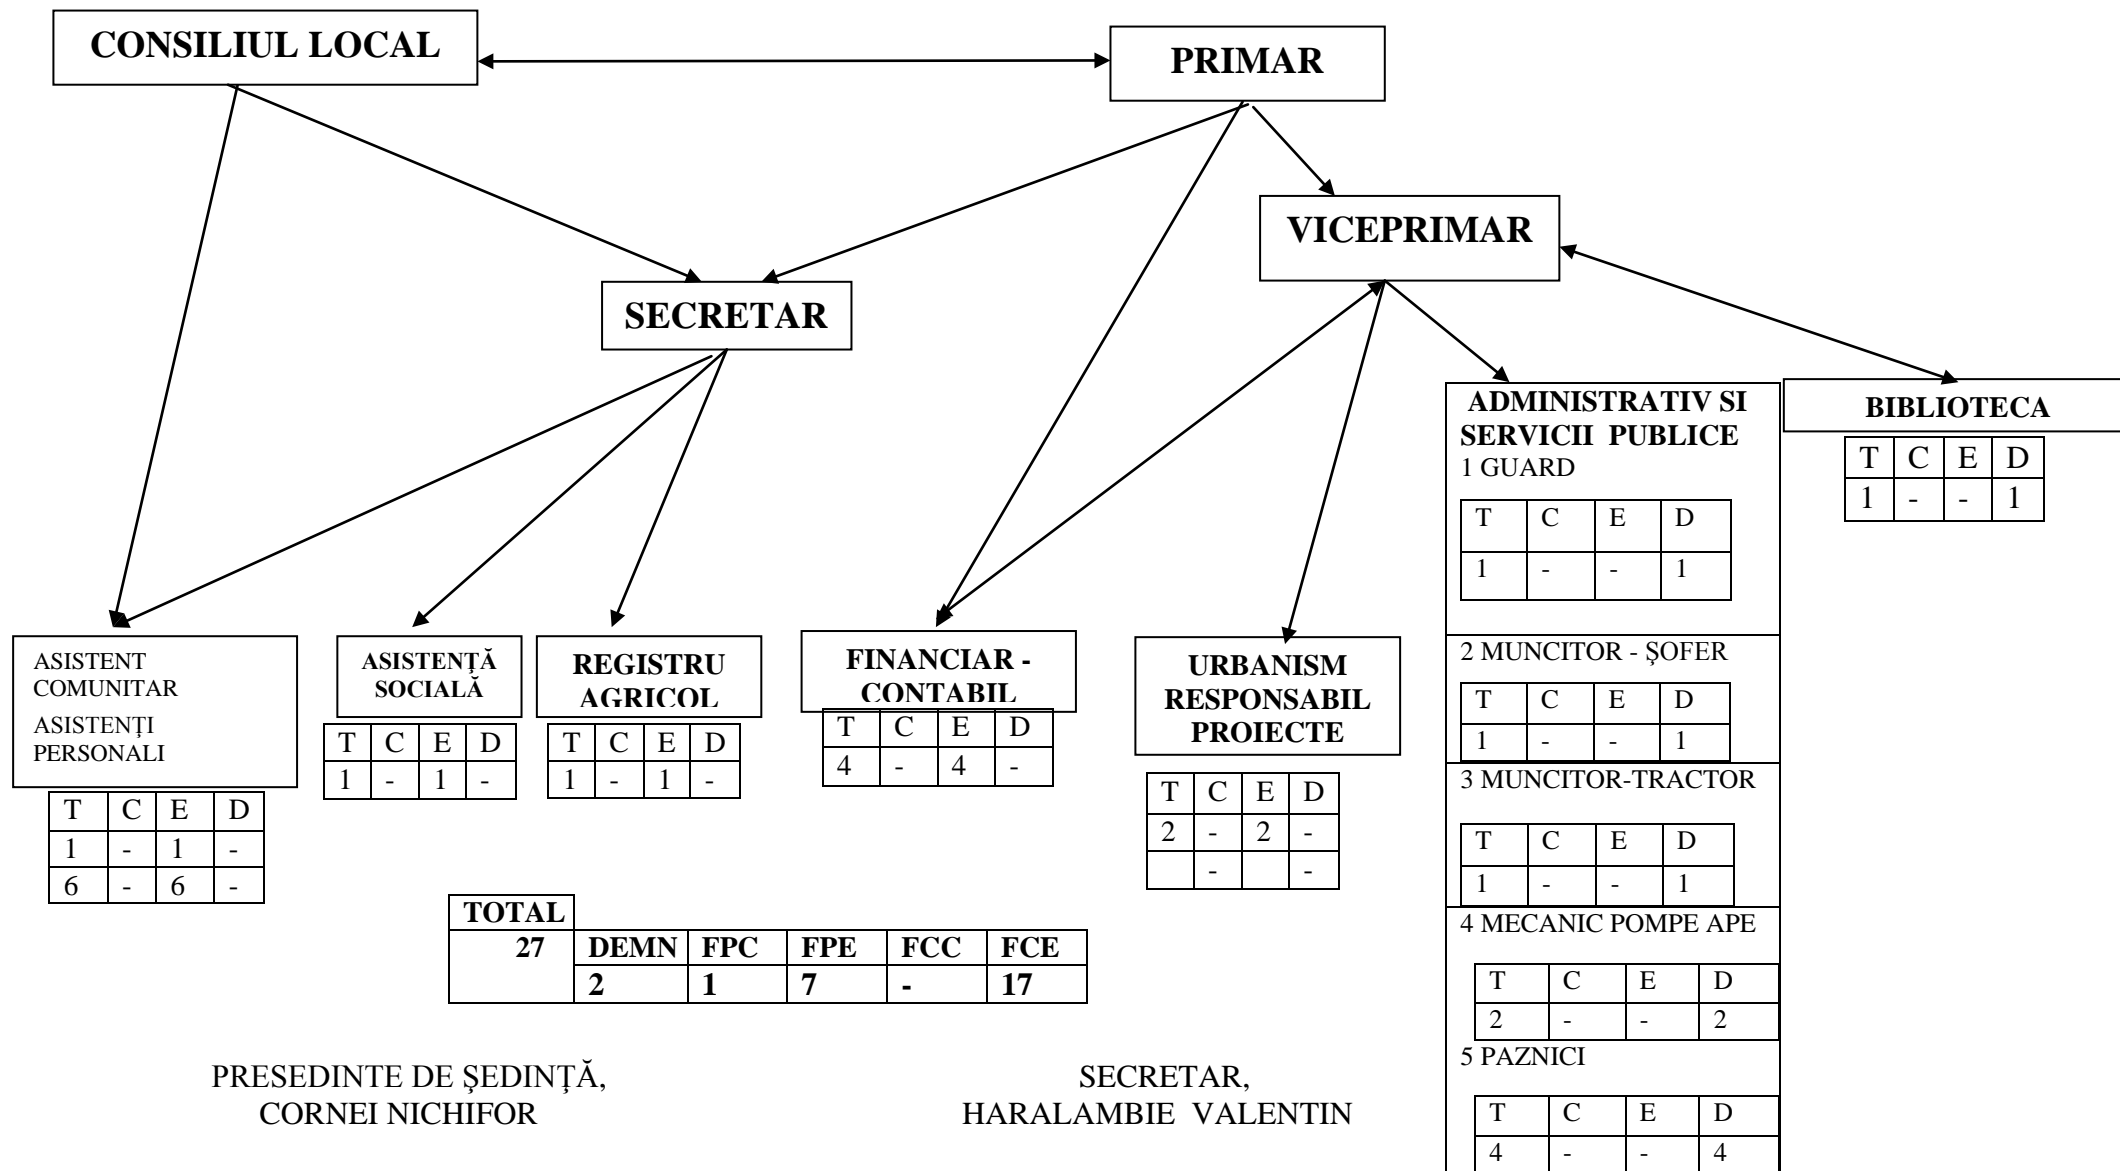 CONSILIUL LOCAL
PRIMAR
VICEPRIMAR
SECRETAR
ASISTENT
COMUNITAR
ASISTENȚI
PERSONALI
T C E D
1 - 1 -
6 - 6 -
ASISTENŢĂ
SOCIALĂ
T C E D
1 - 1 -
REGISTRU
AGRICOL
T C E D
1 - 1 -
FINANCIAR -
CONTABIL
T C E D
4 - 4 -
URBANISM
RESPONSABIL
PROIECTE
T C E D
2 - 2 -
- -
ADMINISTRATIV SI
SERVICII PUBLICE
1 GUARD
T C E D
1 - - 1
2 MUNCITOR - ŞOFER
T C E D
1 - - 1
3 MUNCITOR-TRACTOR
T C E D
1 - - 1
4 MECANIC POMPE APE
T C E D
2 - - 2
5 PAZNICI
T C E D
4 - - 4
BIBLIOTECA
T C E D
1 - - 1
TOTAL
27 DEMN FPC FPE FCC FCE
2 1 7 - 17
PRESEDINTE DE ŞEDINŢĂ,
CORNEI NICHIFOR
SECRETAR,
HARALAMBIE VALENTIN